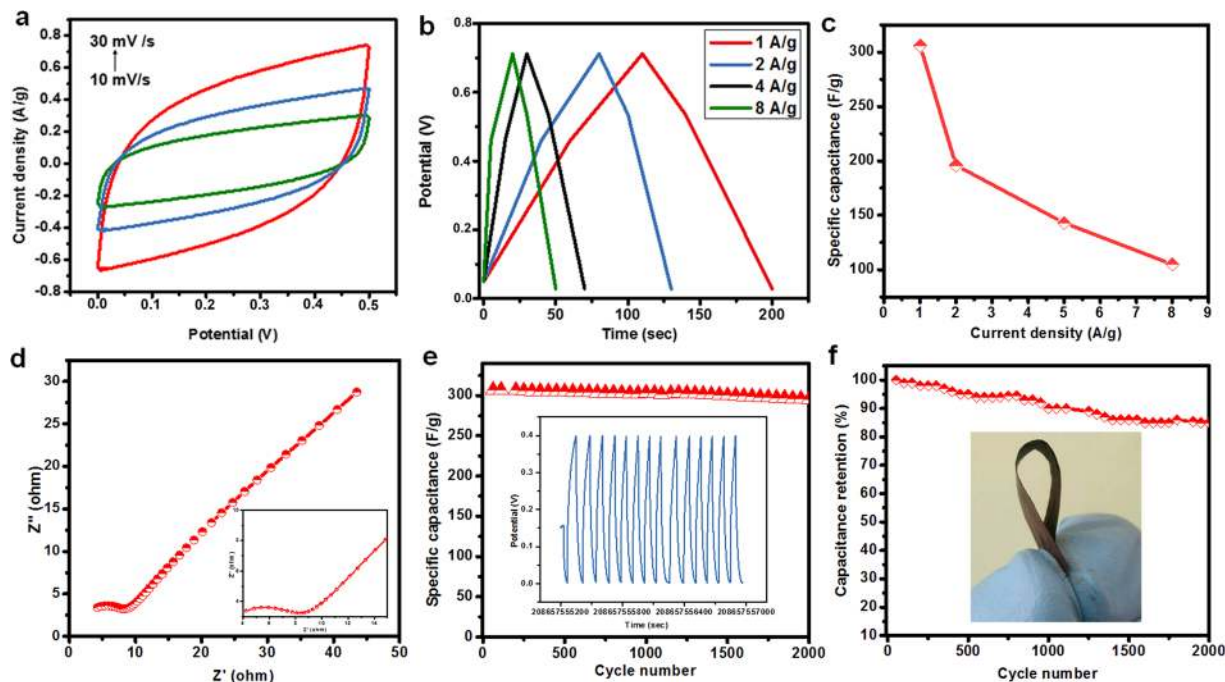 a
30 mV /s
10 mV/s
Current density (A/g)
0.8
0.6
0.4
0.2
0.0
-0.2
-0.4
-0.6
-0.8
0.0 0.1 0.2 0.3 0.4 0.5
Potential (V)
b
1 A/g
2 A/g
4 A/g
8 A/g
Potential (V)
0.8
0.4
0.0
0 50 100 150 200
Time (sec)
c
Specific capacitance (F/g)
300
250
200
150
100
0 1 2 3 4 5 6 7 8 9
Current density (A/g)
d
Z'' (ohm)
30
25
20
15
10
5
0
0 10 20 30 40 50
Z' (ohm)
Z'' (ohm)
Z' (ohm)
e
Specific capacitance (F/g)
300
250
200
150
100
50
0
0 500 1000 1500 2000
Cycle number
Potential (V)
0.4
0.3
0.2
0.1
0.0
208657555200 208657555800 208657556400 208657557000
Time (sec)
f
Capacitance retention (%)
100
90
80
70
60
50
40
30
20
10
0
0 500 1000 1500 2000
Cycle number